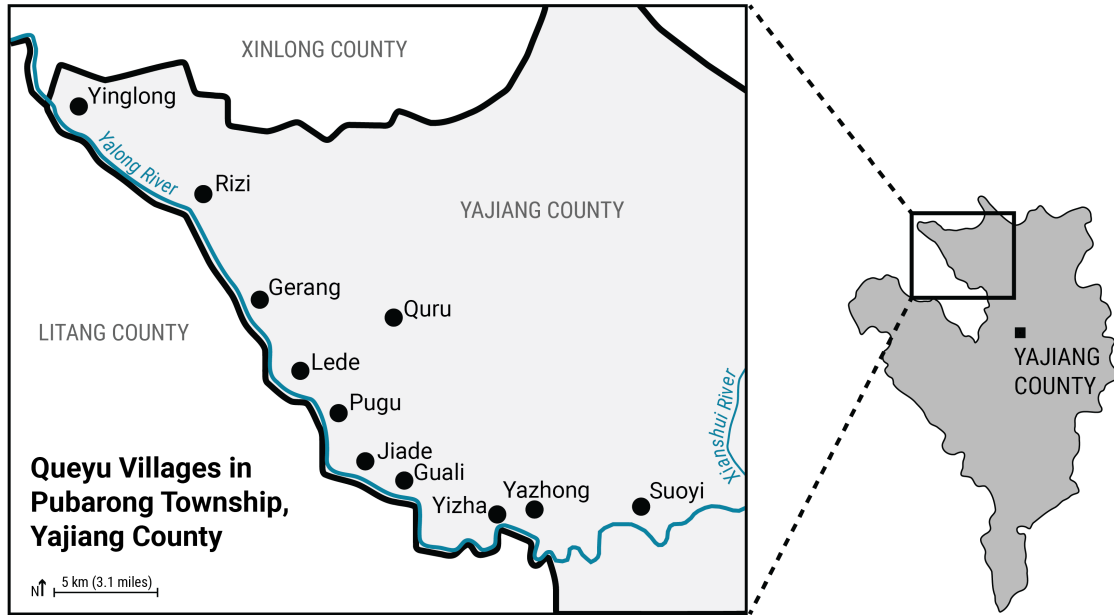 XINLONG COUNTY
Yinglong
Yalong River
Rizi
YAJIANG COUNTY
Gerang
Quru
LITANG COUNTY
Lede
YAJIANG
COUNTY
Xianshui River
Pugu
Jiade
Guali
Queyu Villages in
Pubarong Township,
Yajiang County
Yizha
Yazhong
Suoyi
N
5 km (3.1 miles)